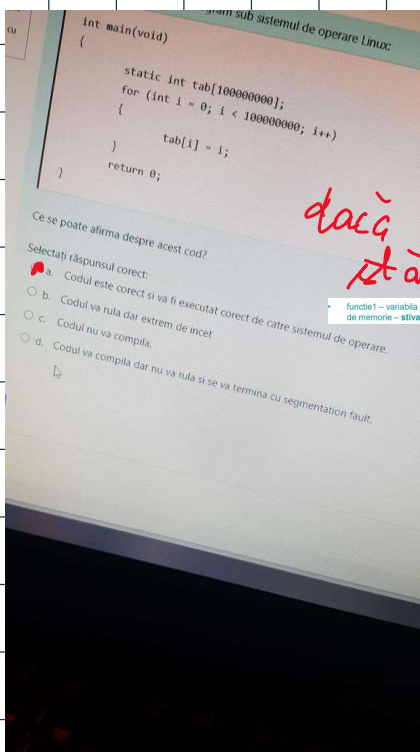 cu
sub sistemul de operare Linux:
int main(void)
{
static int tab[100000000];
for (int i = 0; i < 100000000; i++)
{
tab[i] = i;
}
return 0;
}
dacă
Ce se poate afirma despre acest cod?
Selectați răspunsul corect:
a. Codul este corect si va fi executat corect de catre sistemul de operare.
b. Codul va rula dar extrem de incet
c. Codul nu va compila.
d. Codul va compila dar nu va rula si se va termina cu segmentation fault.
functie1 – variabila
de memorie – stiva